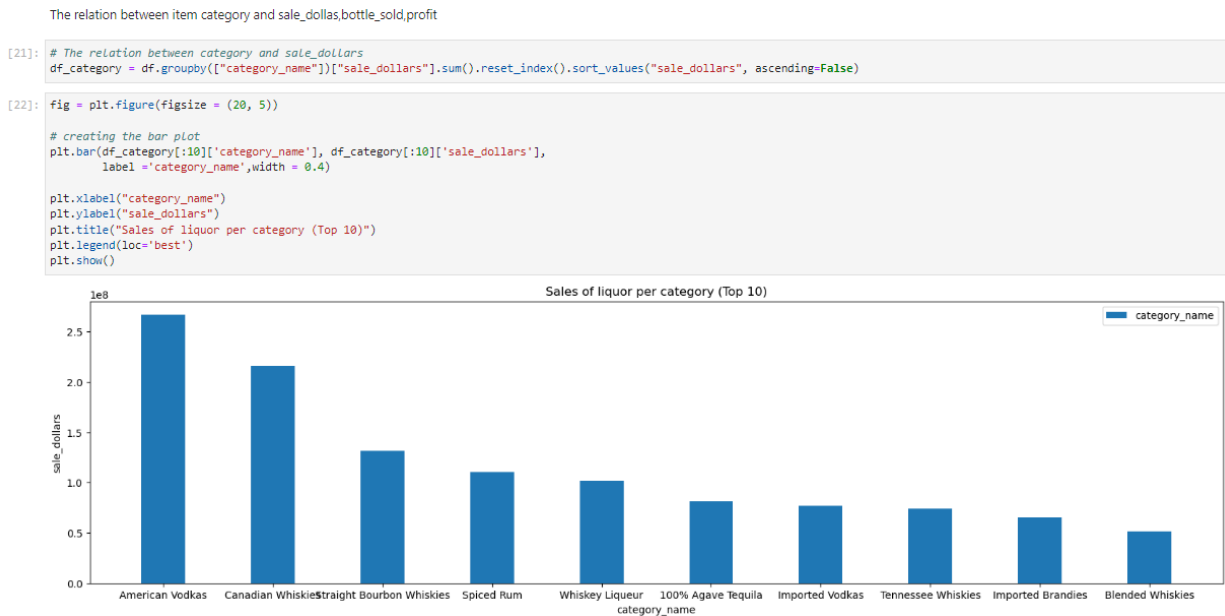 The relation between item category and sale_dollas,bottle_sold,profit
[21]: # The relation between category and sale_dollars
df_category = df.groupby(["category_name"])["sale_dollars"].sum().reset_index().sort_values("sale_dollars", ascending=False)
[22]: fig = plt.figure(figsize = (20, 5))
# creating the bar plot
plt.bar(df_category[:10]['category_name'], df_category[:10]['sale_dollars'],
label ='category_name',width = 0.4)
plt.xlabel("category_name")
plt.ylabel("sale_dollars")
plt.title("Sales of liquor per category (Top 10)")
plt.legend(loc='best')
plt.show()
1e8
Sales of liquor per category (Top 10)
category_name
2.5
2.0
1.5
1.0
0.5
0.0
sale_dollars
American Vodkas Canadian Whiskies Straight Bourbon Whiskies Spiced Rum Whiskey Liqueur 100% Agave Tequila Imported Vodkas Tennessee Whiskies Imported Brandies Blended Whiskies
category_name